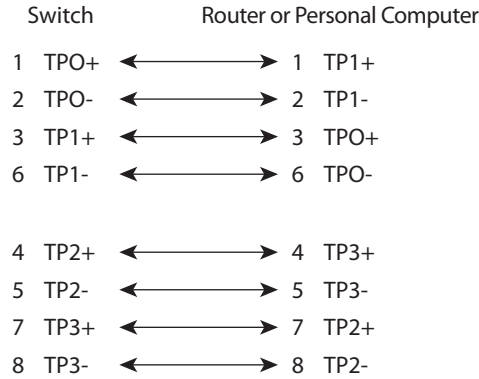 Switch Router or Personal Computer
1 TPO+ 1 TP1+
2 TPO- 2 TP1-
3 TP1+ 3 TPO+
6 TP1- 6 TPO-
4 TP2+ 4 TP3+
5 TP2- 5 TP3-
7 TP3+ 7 TP2+
8 TP3- 8 TP2-